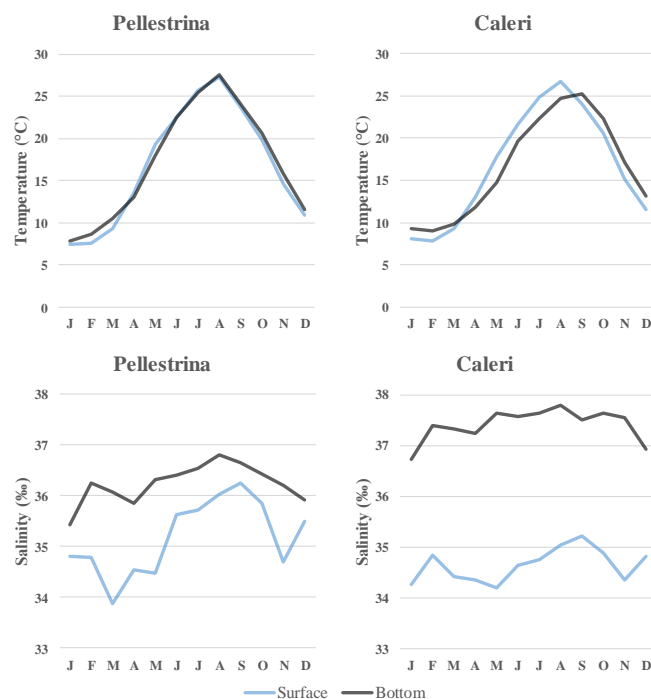 Pellestrina
Caleri
Temperature (°C)
30
25
20
15
10
5
0
J F M A M J J A S O N D
Temperature (°C)
30
25
20
15
10
5
0
J F M A M J J A S O N D
Pellestrina
Caleri
Salinity (‰)
38
37
36
35
34
33
J F M A M J J A S O N D
Salinity (‰)
38
37
36
35
34
33
J F M A M J J A S O N D
Surface Bottom